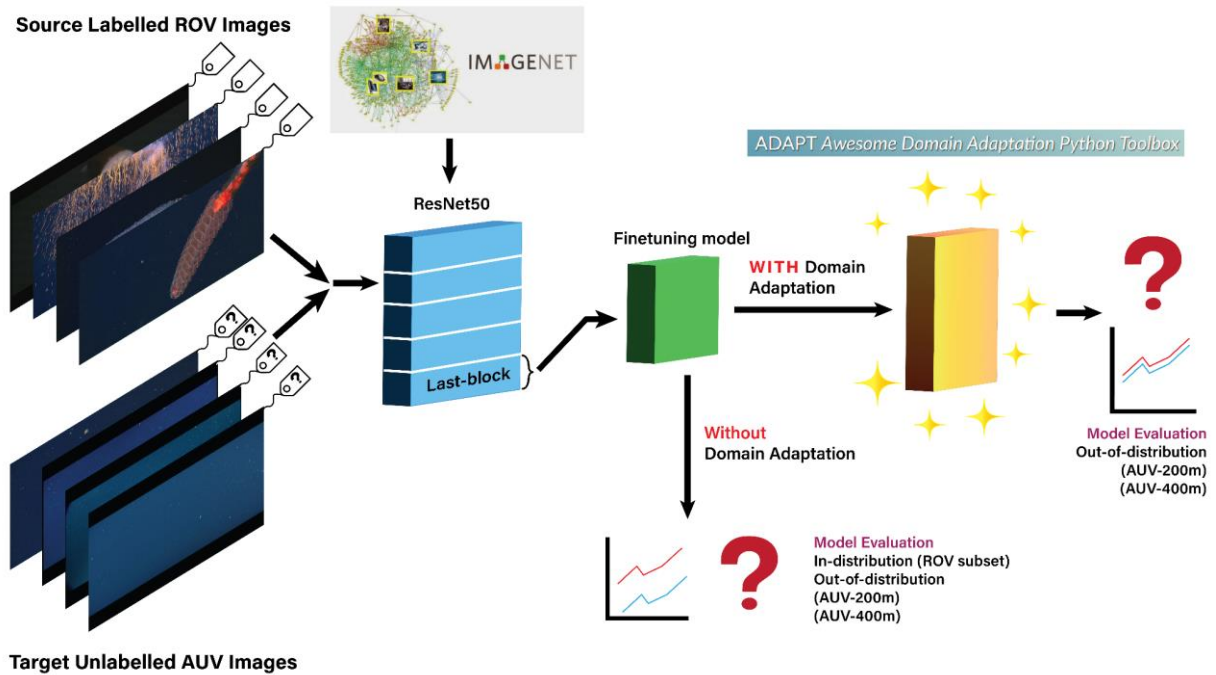 Source Labelled ROV Images
IMAGENET
ADAPT Awesome Domain Adaptation Python Toolbox
ResNet50
Finetuning model
WITH Domain
Adaptation
?
?
?
?
Last-block
Without
Domain Adaptation
?
Model Evaluation
Out-of-distribution
(AUV-200m)
(AUV-400m)
?
Model Evaluation
In-distribution (ROV subset)
Out-of-distribution
(AUV-200m)
(AUV-400m)
Target Unlabelled AUV Images